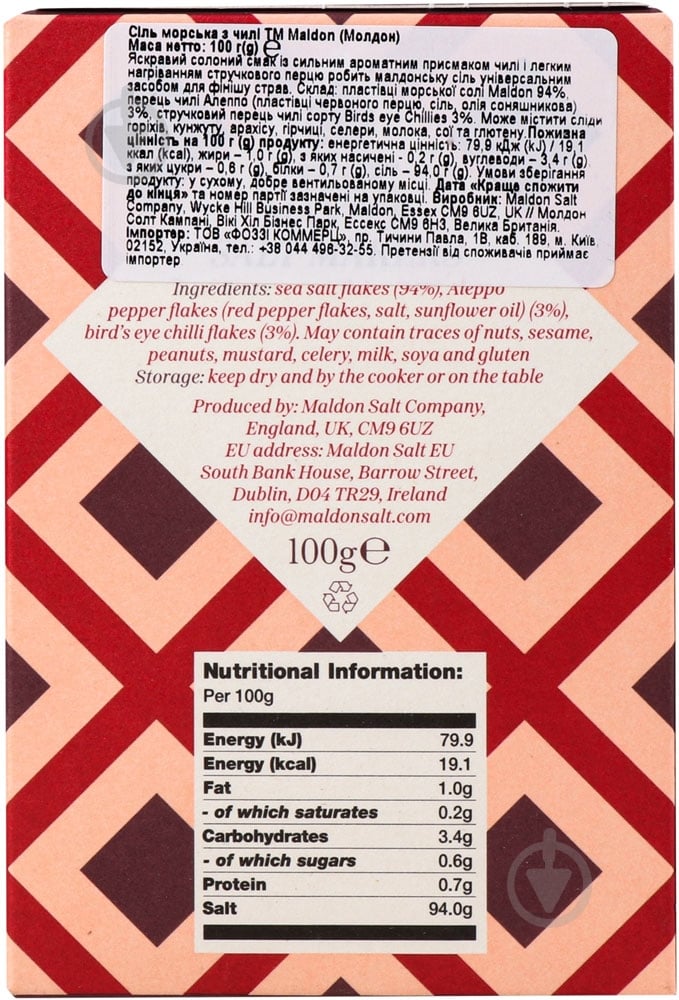 Сіль морська з чилі ТМ Maldon (Молдон)
Маса нетто: 100 г(g) ℮
Яскравий солоний смак із сильним ароматним присмаком чилі і легким
нагріванням стручкового перцю робить малдонську сіль універсальним
засобом для фінішу страв. Склад: пластівці морської солі Maldon 94%,
перець чилі Алеппо (пластівці червоного перцю, сіль, олія соняшникова)
3%, стручковий перець чилі сорту Birds eye Chillies 3%. Може містити сліди
горіхів, кунжуту, арахісу, гірчиці, селери, молока, сої та глютену. Поживна
цінність на 100 г (g) продукту: енергетична цінність: 79,9 кДж (kJ) / 19,1
ккал (kcal), жири – 1,0 г (g), з яких насичені - 0,2 г (g), вуглеводи – 3,4 г (g),
з яких цукри – 0,6 г (g), білки – 0,7 г (g), сіль – 94,0 г (g). Умови зберігання
продукту: у сухому, добре вентильованому місці. Дата «Краще спожити
до кінця» та номер партії зазначені на упаковці. Виробник: Maldon Salt
Company, Wycke Hill Business Park, Maldon, Essex CM9 6UZ, UK // Молдон
Солт Кампані, Вікі Хіл Бізнес Парк, Ессекс СМ9 6НЗ, Велика Британія.
Імпортер: ТОВ «ФОЗЗІ КОММЕРЦ», пр. Тичини Павла, 1В, каб. 189, м. Київ,
02152, Україна, тел.: +38 044 496-32-55. Претензії від споживачів приймає
імпортер
Ingredients: sea salt flakes (94%), Aleppo
pepper flakes (red pepper flakes, salt, sunflower oil) (3%),
bird's eye chilli flakes (3%). May contain traces of nuts, sesame,
peanuts, mustard, celery, milk, soya and gluten
Storage: keep dry and by the cooker or on the table
Produced by: Maldon Salt Company,
England, UK, CM9 6UZ
EU address: Maldon Salt EU
South Bank House, Barrow Street,
Dublin, D04 TR29, Ireland
info@maldonsalt.com
100g℮
Nutritional Information:
Per 100g
Energy (kJ) 79.9
Energy (kcal) 19.1
Fat 1.0g
- of which saturates 0.2g
Carbohydrates 3.4g
- of which sugars 0.6g
Protein 0.7g
Salt 94.0g